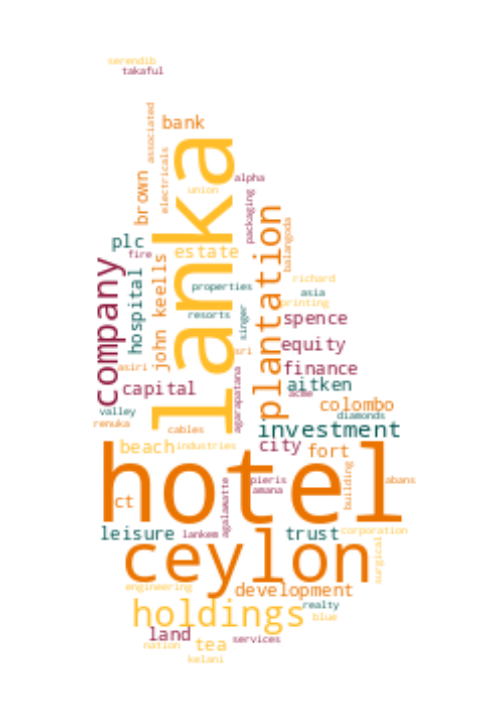 serendib
takaful
associated
bank
electricals
lanka
alpha
union
brown
packaging
plantation
balangoda
plc
fire
estate
company
hospital
john keells
properties
richard
asia
printing
resorts
singer
spence
equity
sri
asiri
finance
agarapatana
capital
aitken
acme
colombo
valley
diamonds
renuka
cables
investment
beach
industries
city
fort
hotel
building
pieris
amana
abans
ct
agalawatte
leisure
lankem
trust
corporation
ceylon
surgical
engineering
development
holdings
realty
blue
land
services
nation
tea
kelani